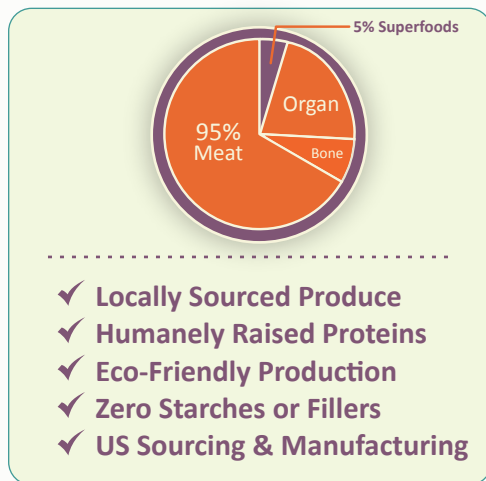 5% Superfoods
Organ
95%
Meat
Bone
Locally Sourced Produce
Humanely Raised Proteins
Eco-Friendly Production
Zero Starches or Fillers
US Sourcing & Manufacturing